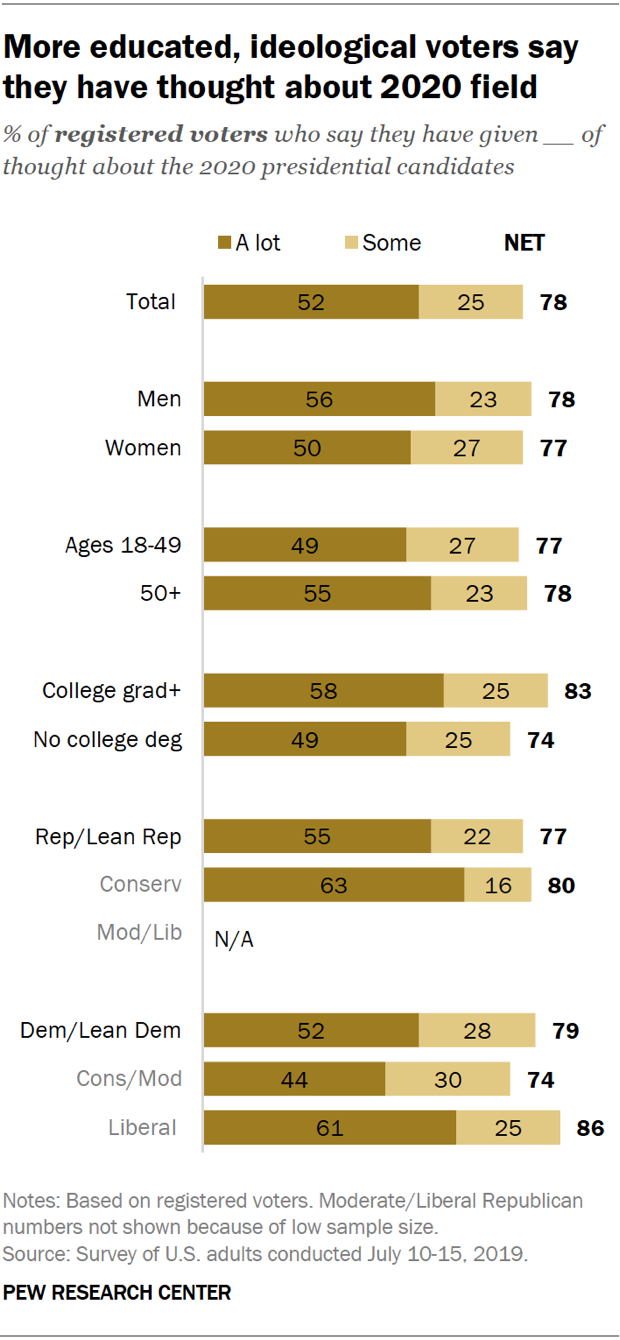 More educated, ideological voters say
they have thought about 2020 field
% of registered voters who say they have given __ of
thought about the 2020 presidential candidates
A lot Some NET
Total 52 25 78
Men 56 23 78
Women 50 27 77
Ages 18-49 49 27 77
50+ 55 23 78
College grad+ 58 25 83
No college deg 49 25 74
Rep/Lean Rep 55 22 77
Conserv 63 16 80
Mod/Lib N/A
Dem/Lean Dem 52 28 79
Cons/Mod 44 30 74
Liberal 61 25 86
Notes: Based on registered voters. Moderate/Liberal Republican
numbers not shown because of low sample size.
Source: Survey of U.S. adults conducted July 10-15, 2019.
PEW RESEARCH CENTER